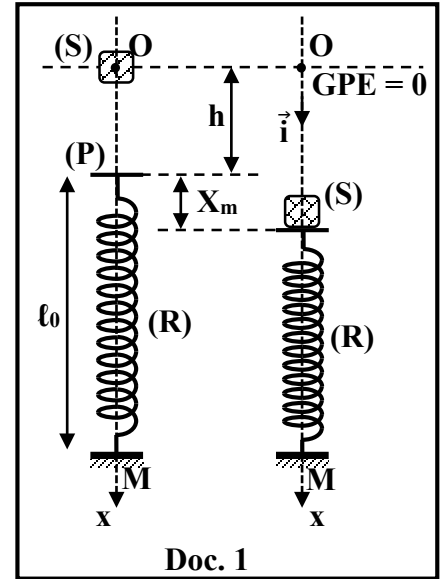 (S) O O
GPE = 0
h
i⃗
(P)
Xₘ
(S)
ℓ₀
(R) (R)
M M
x x
Doc. 1